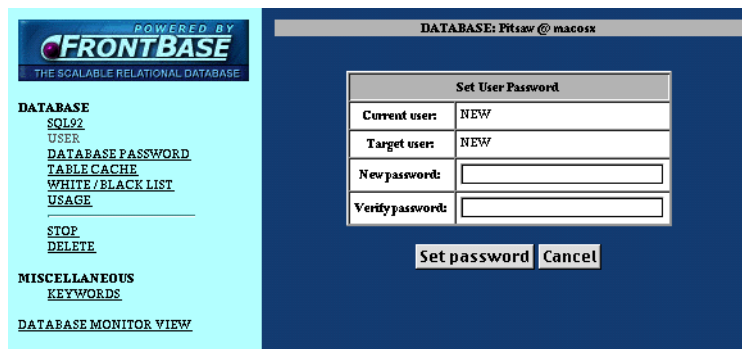 POWERED BY
FRONTBASE
THE SCALABLE RELATIONAL DATABASE
DATABASE
SQL92
USER
DATABASE PASSWORD
TABLE CACHE
WHITE / BLACK LIST
USAGE
STOP
DELETE
MISCELLANEOUS
KEYWORDS
DATABASE MONITOR VIEW
DATABASE: Pitsaw @ macosx
Set User Password
Current user: NEW
Target user: NEW
New password:
Verify password:
Set password Cancel